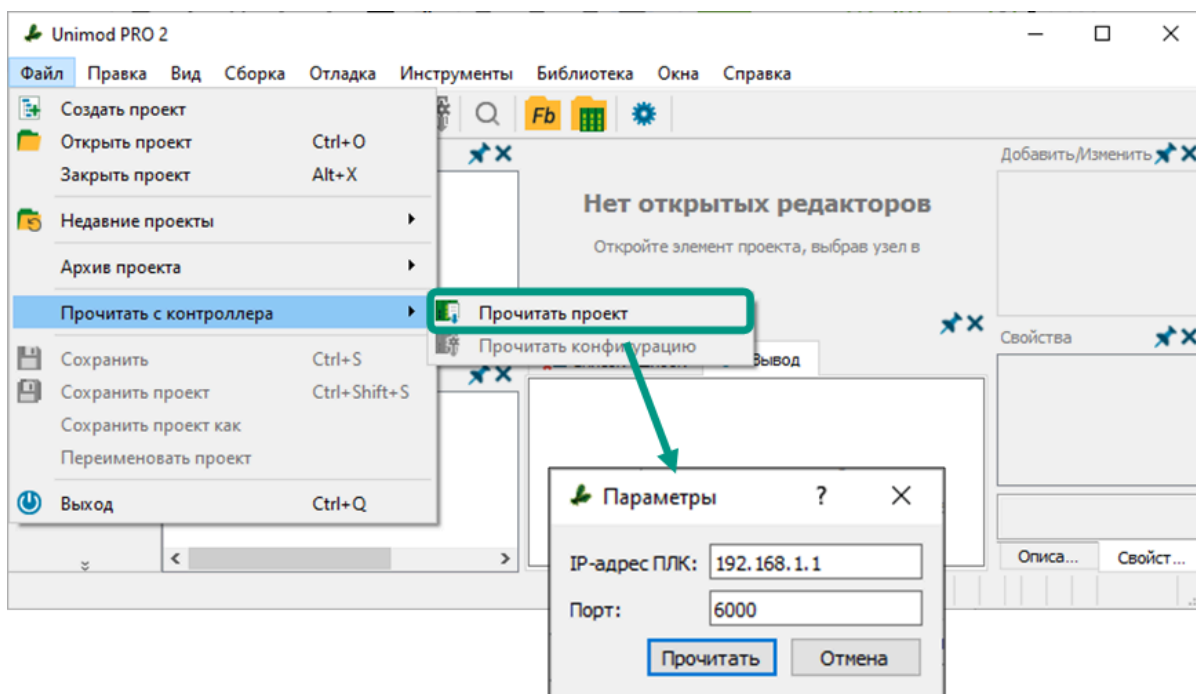 Unimod PRO 2
Файл Правка Вид Сборка Отладка Инструменты Библиотека Окна Справка
Создать проект
Открыть проект Ctrl+O
Закрыть проект Alt+X
Недавние проекты
Архив проекта
Прочитать с контроллера
Сохранить Ctrl+S
Сохранить проект Ctrl+Shift+S
Сохранить проект как
Переименовать проект
Выход Ctrl+Q
Прочитать проект
Прочитать конфигурацию
Fb
Нет открытых редакторов
Откройте элемент проекта, выбрав узел в
Вывод
Добавить/Изменить
Свойства
Описа... Свойст...
Параметры ?
IP-адрес ПЛК: 192.168.1.1
Порт: 6000
Прочитать Отмена